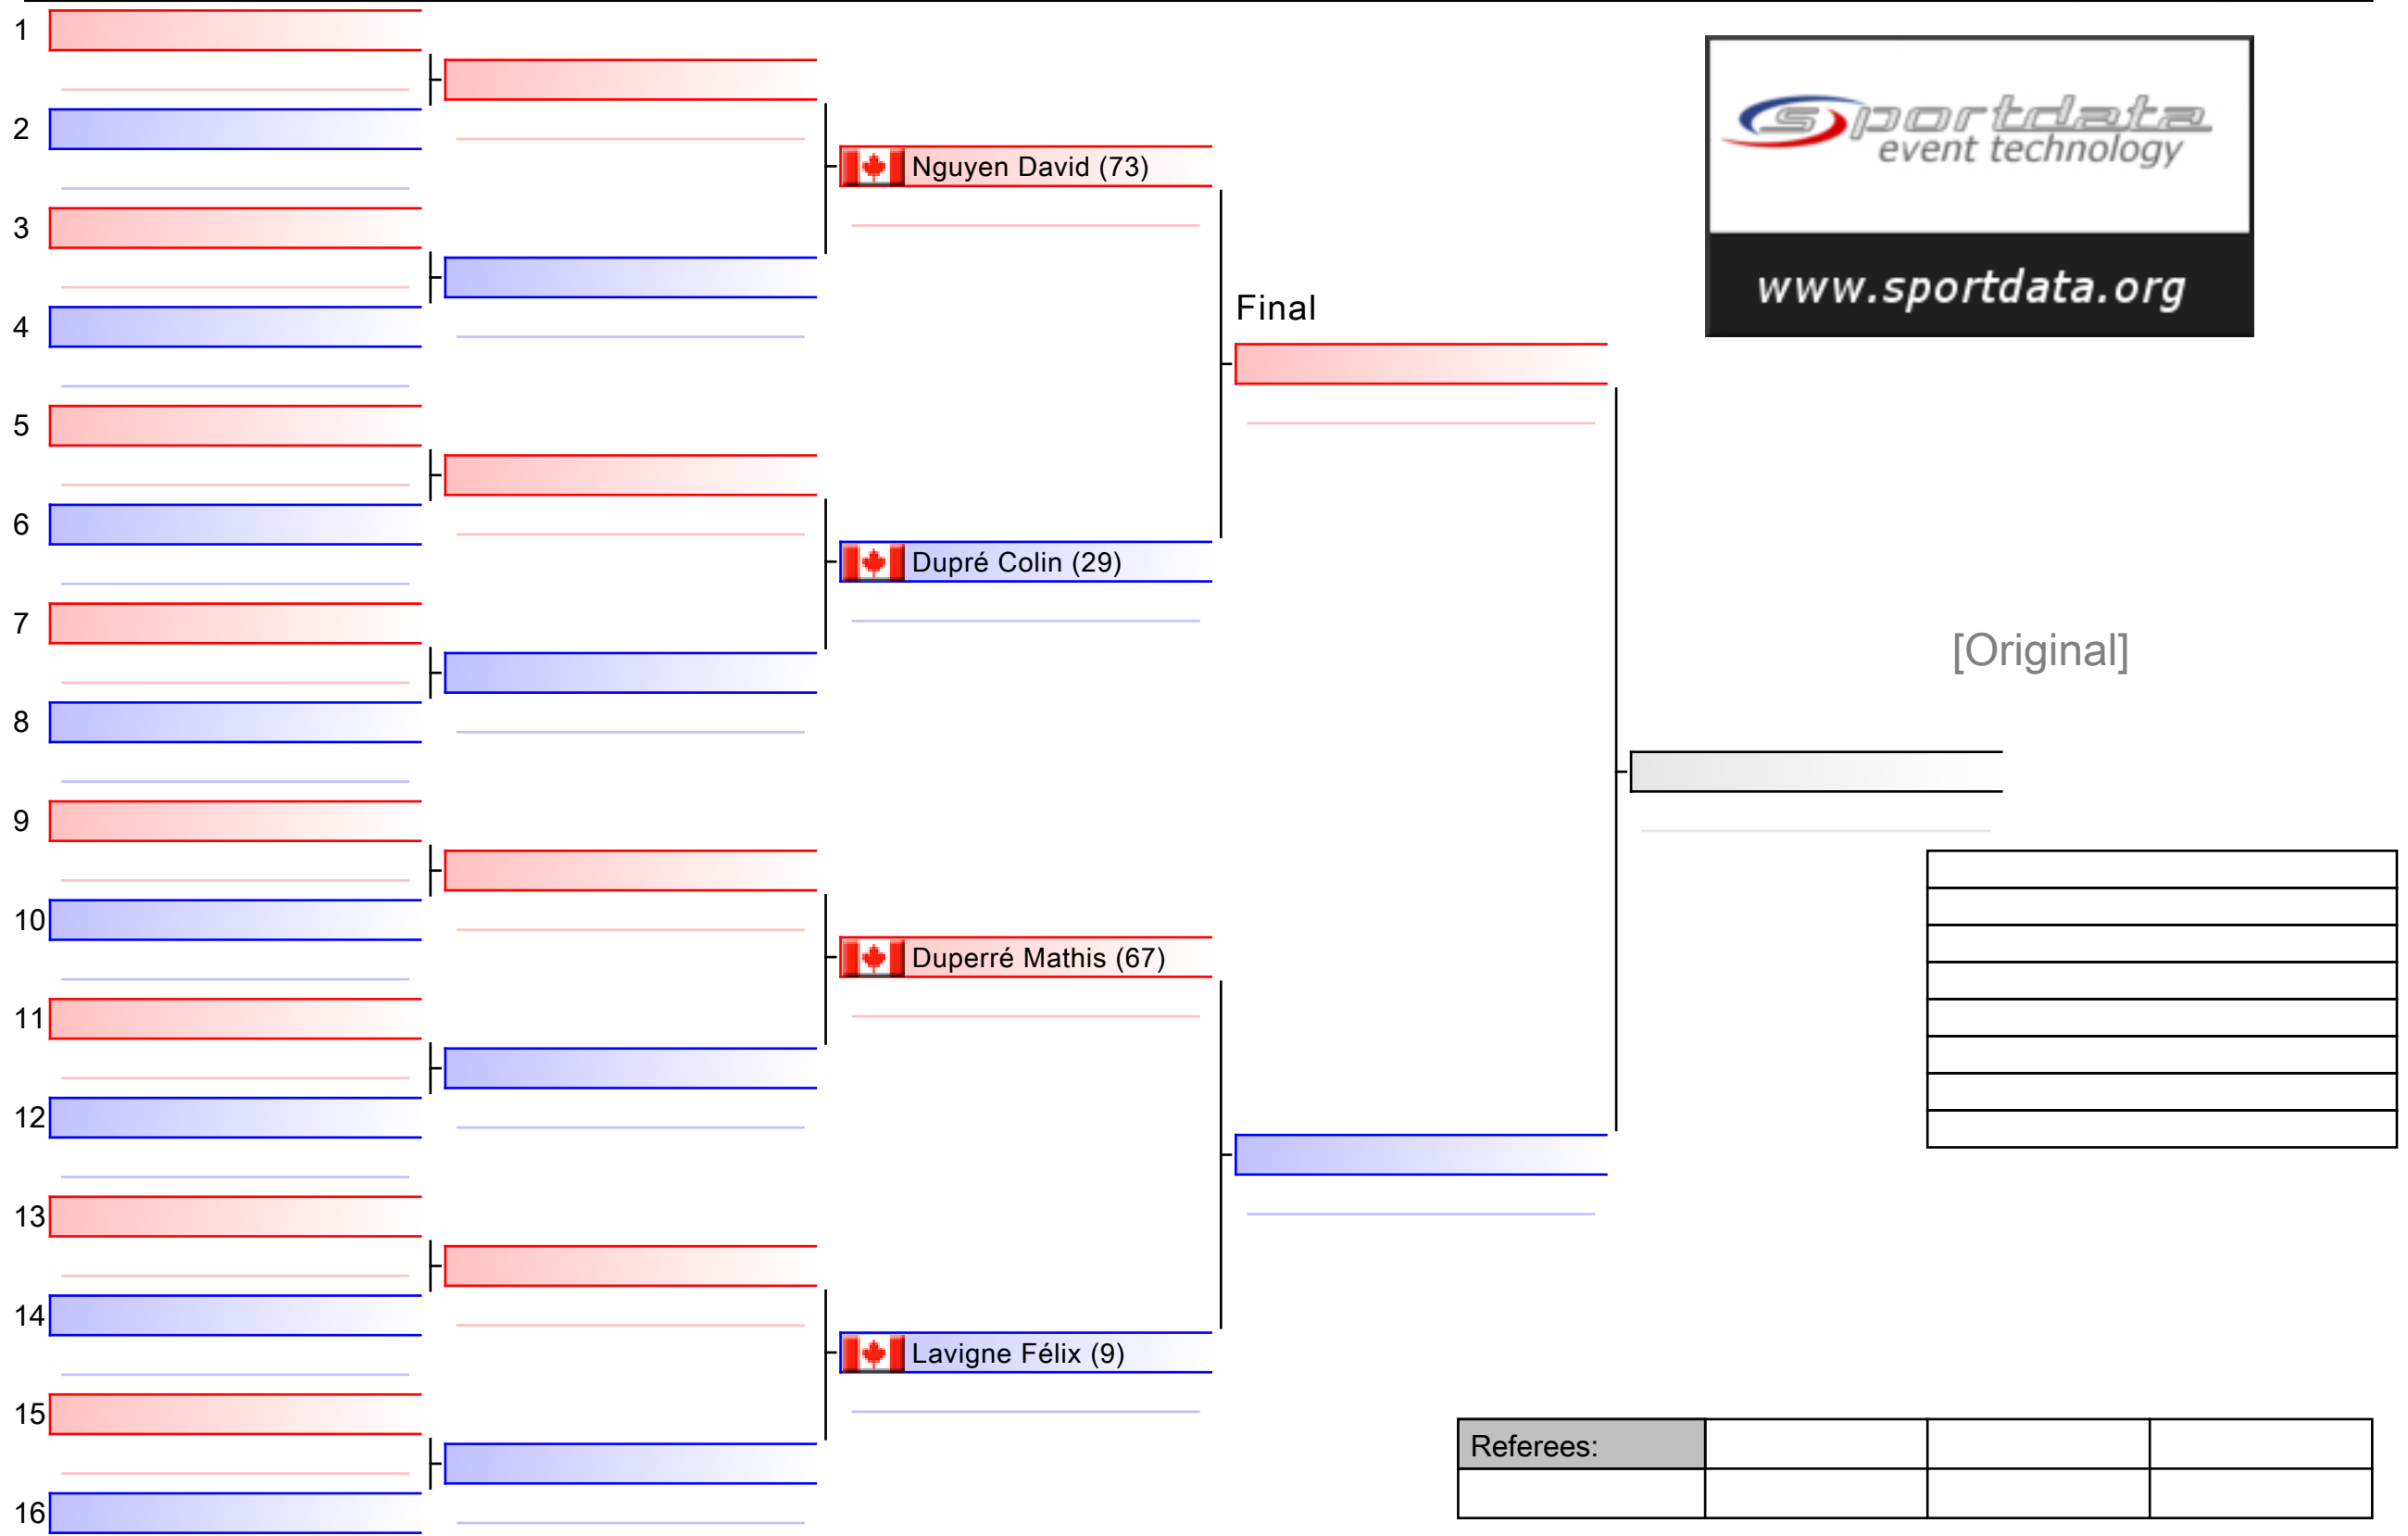 1
2
3
4
5
6
7
8
9
10
11
12
13
14
15
16
Nguyen David (73)
Dupré Colin (29)
Duperré Mathis (67)
Lavigne Félix (9)
Final
sportdata
event technology
www.sportdata.org
[Original]
Referees: